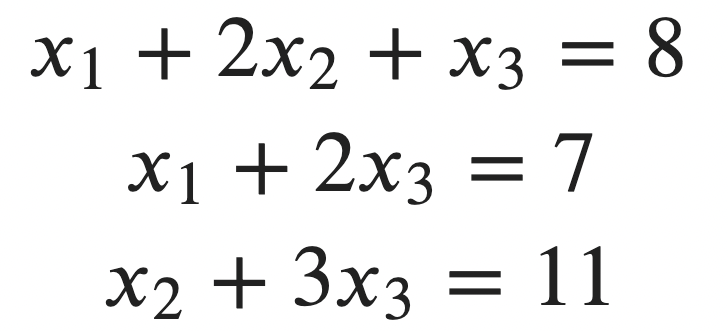 x₁ + 2x₂ + x₃ = 8
x₁ + 2x₃ = 7
x₂ + 3x₃ = 11